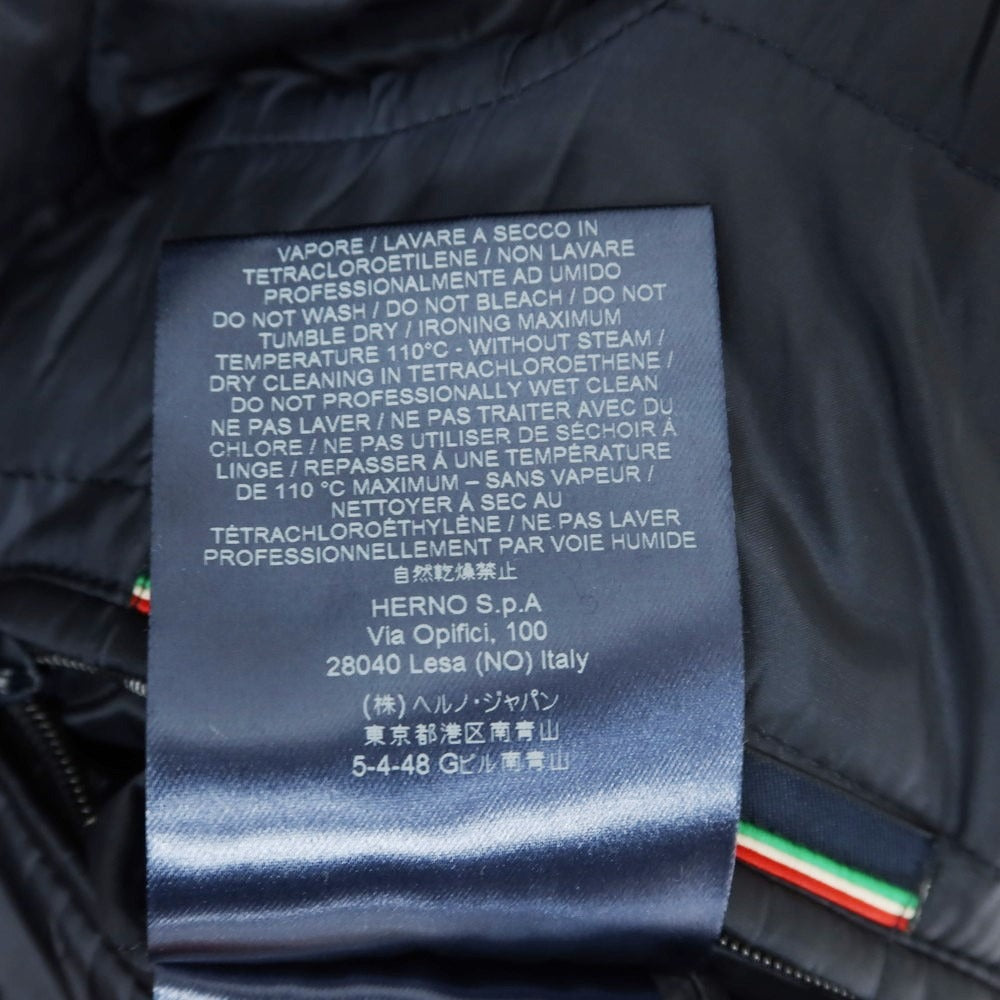 VAPORE / LAVARE A SECCO IN
TETRACLOROETILENE / NON LAVARE
PROFESSIONALMENTE AD UMIDO
DO NOT WASH / DO NOT BLEACH / DO NOT
TUMBLE DRY / IRONING MAXIMUM
TEMPERATURE 110°C - WITHOUT STEAM /
DRY CLEANING IN TETRACHLOROETHENE /
DO NOT PROFESSIONALLY WET CLEAN
NE PAS LAVER / NE PAS TRAITER AVEC DU
CHLORE / NE PAS UTILISER DE SÉCHOIR À
LINGE / REPASSER À UNE TEMPÉRATURE
DE 110 °C MAXIMUM – SANS VAPEUR /
NETTOYER À SEC AU
TÉTRACHLOROÉTHYLÈNE / NE PAS LAVER
PROFESSIONNELLEMENT PAR VOIE HUMIDE
自然乾燥禁止
HERNO S.p.A
Via Opifici, 100
28040 Lesa (NO) Italy
(株) ヘルノ・ジャパン
東京都港区南青山
5-4-48 Gビル南青山